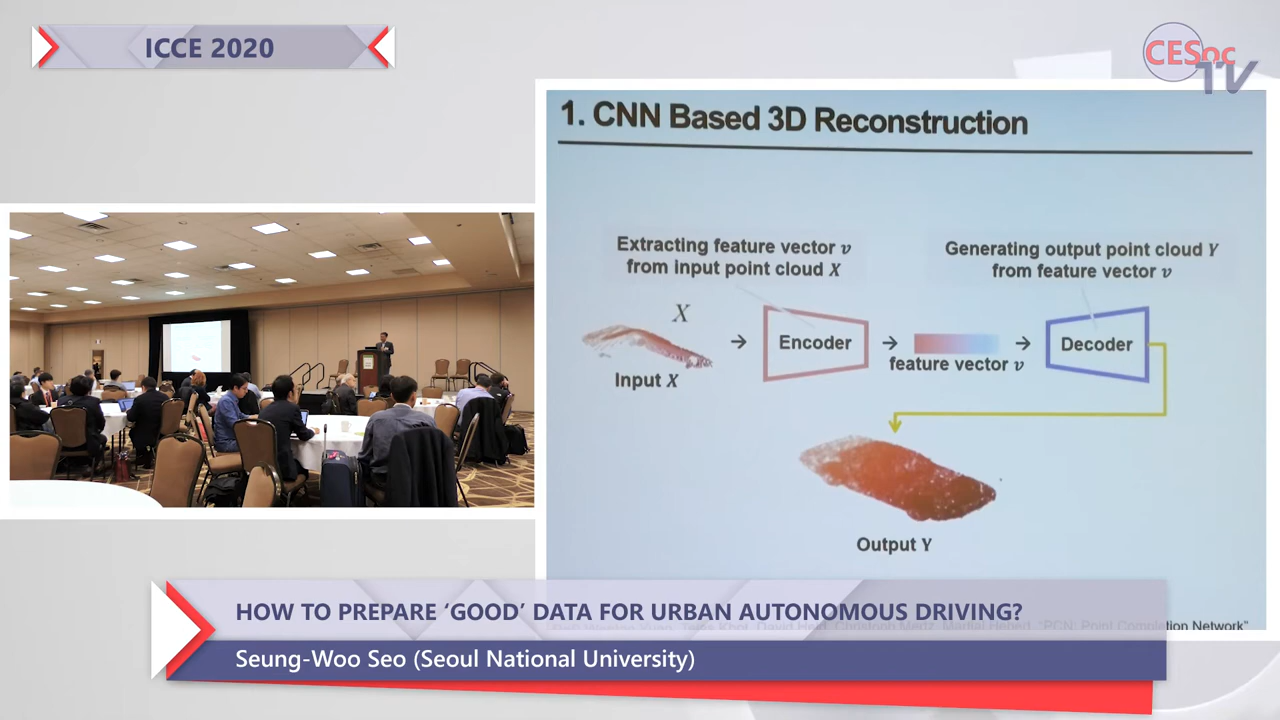 ICCE 2020
CESoc
TV
1. CNN Based 3D Reconstruction
Extracting feature vector v
from input point cloud X
Generating output point cloud Y
from feature vector v
X
→
Encoder
→
→
Decoder
feature vector v
Input X
Output Y
"PCN: Point Completion Network"
HOW TO PREPARE ‘GOOD’ DATA FOR URBAN AUTONOMOUS DRIVING?
Seung-Woo Seo (Seoul National University)